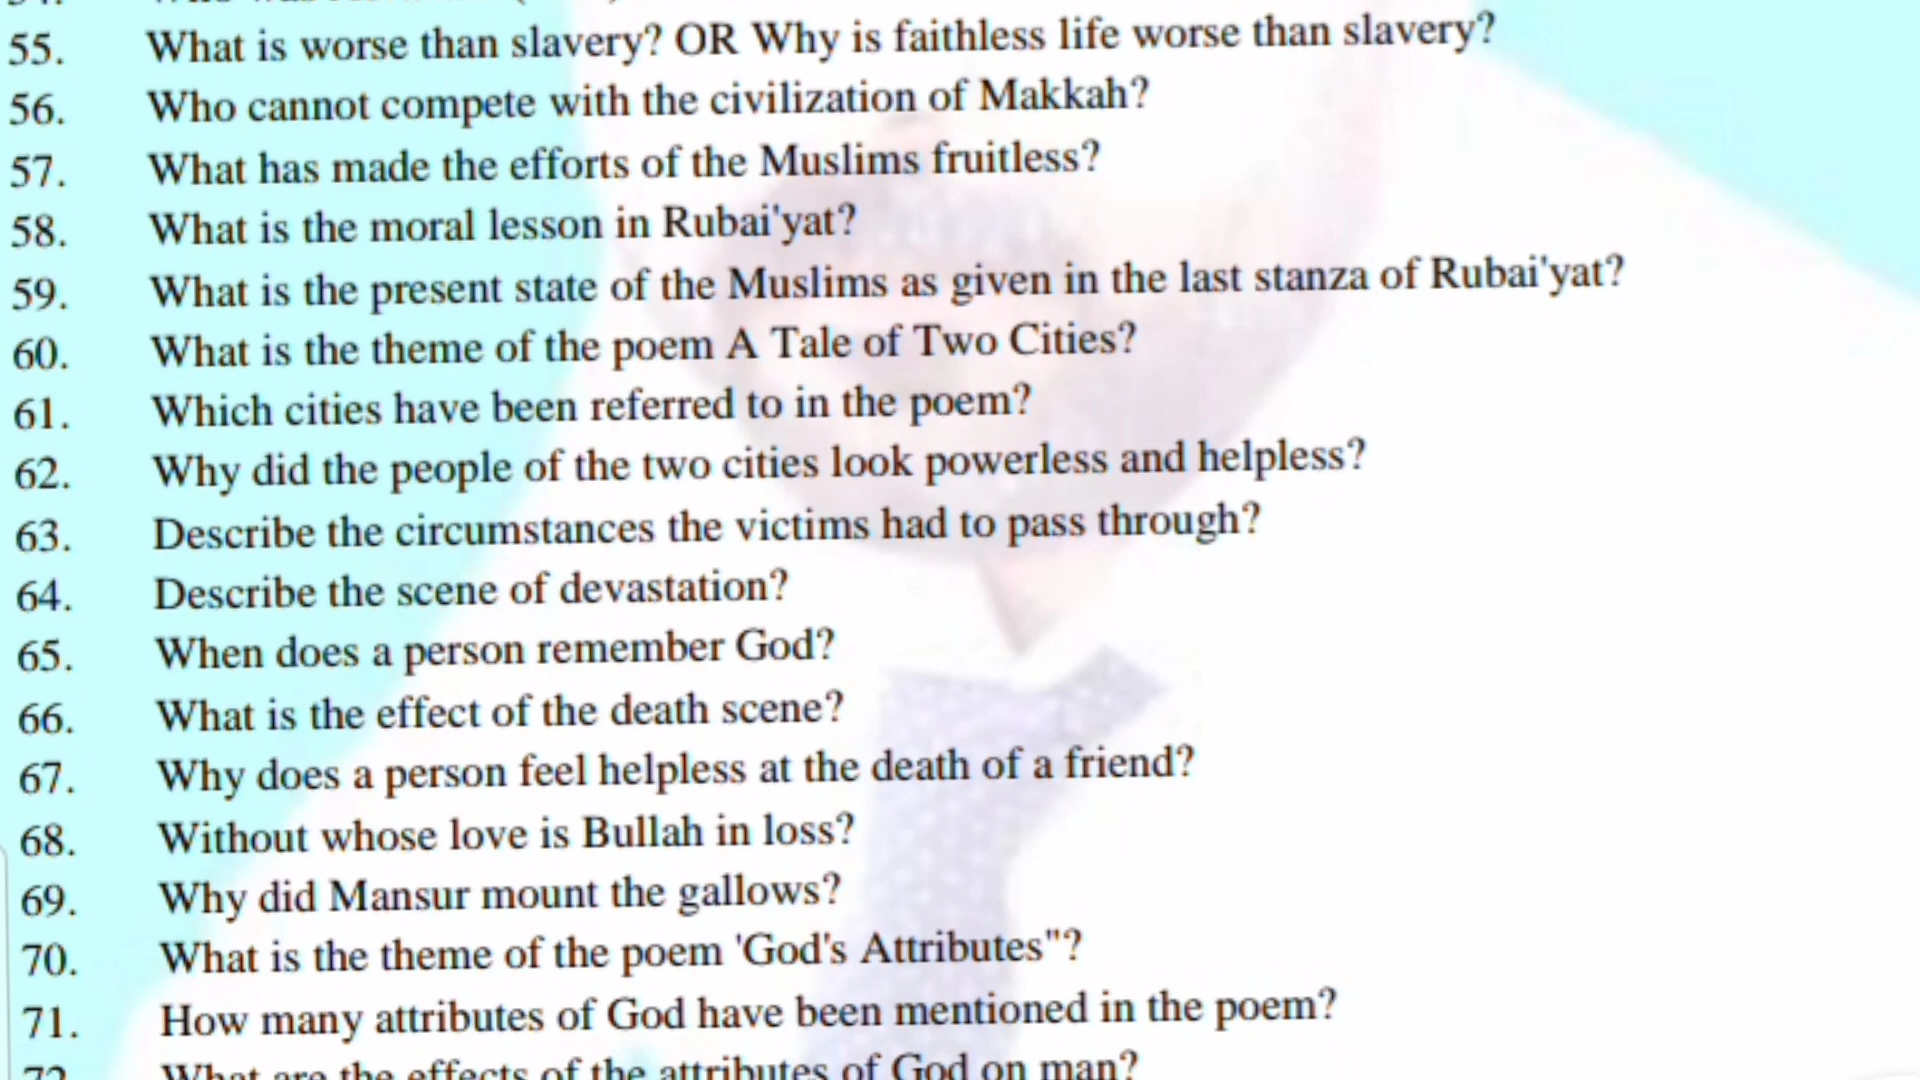 55. What is worse than slavery? OR Why is faithless life worse than slavery?
56. Who cannot compete with the civilization of Makkah?
57. What has made the efforts of the Muslims fruitless?
58. What is the moral lesson in Rubai'yat?
59. What is the present state of the Muslims as given in the last stanza of Rubai'yat?
60. What is the theme of the poem A Tale of Two Cities?
61. Which cities have been referred to in the poem?
62. Why did the people of the two cities look powerless and helpless?
63. Describe the circumstances the victims had to pass through?
64. Describe the scene of devastation?
65. When does a person remember God?
66. What is the effect of the death scene?
67. Why does a person feel helpless at the death of a friend?
68. Without whose love is Bullah in loss?
69. Why did Mansur mount the gallows?
70. What is the theme of the poem 'God's Attributes"?
71. How many attributes of God have been mentioned in the poem?
72. What are the effects of the attributes of God on man?